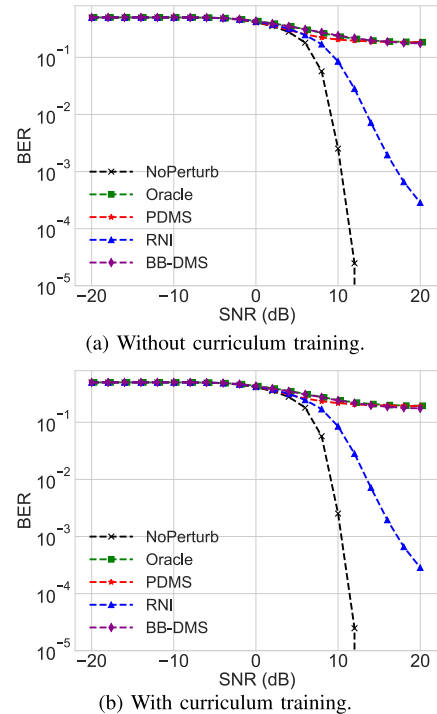 10⁻¹
10⁻²
10⁻³
10⁻⁴
10⁻⁵
BER
NoPerturb
Oracle
PDMS
RNI
BB-DMS
−20 −10 0 10 20
SNR (dB)
(a) Without curriculum training.
10⁻¹
10⁻²
10⁻³
10⁻⁴
10⁻⁵
BER
NoPerturb
Oracle
PDMS
RNI
BB-DMS
−20 −10 0 10 20
SNR (dB)
(b) With curriculum training.